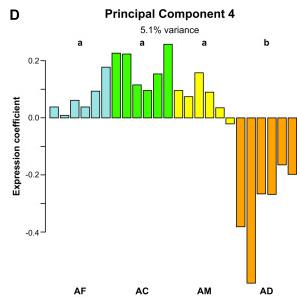 D
Principal Component 4
5.1% variance
a a a b
0.2
0.0
-0.2
-0.4
Expression coefficient
AF AC AM AD